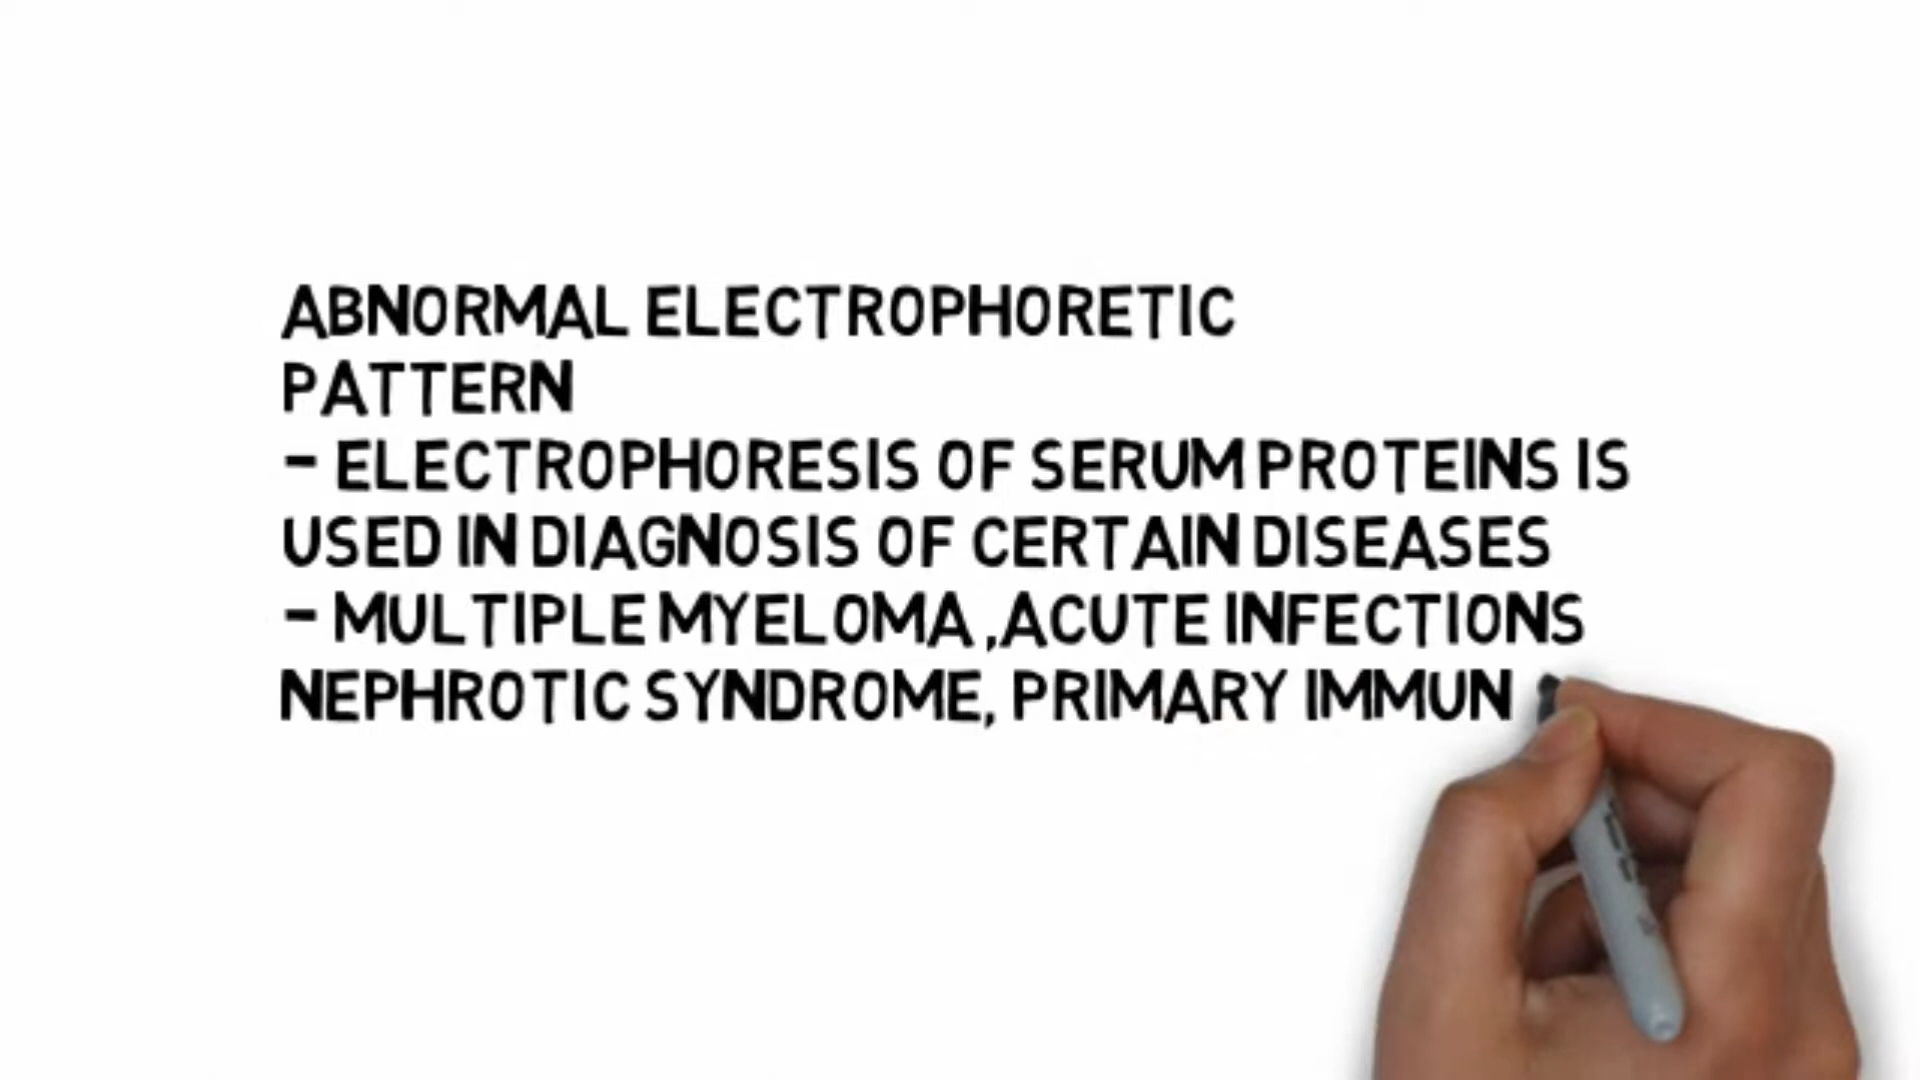 ABNORMAL ELECTROPHORETIC
PATTERN
- ELECTROPHORESIS OF SERUM PROTEINS IS
USED IN DIAGNOSIS OF CERTAIN DISEASES
- MULTIPLE MYELOMA ,ACUTE INFECTIONS
NEPHROTIC SYNDROME, PRIMARY IMMUN